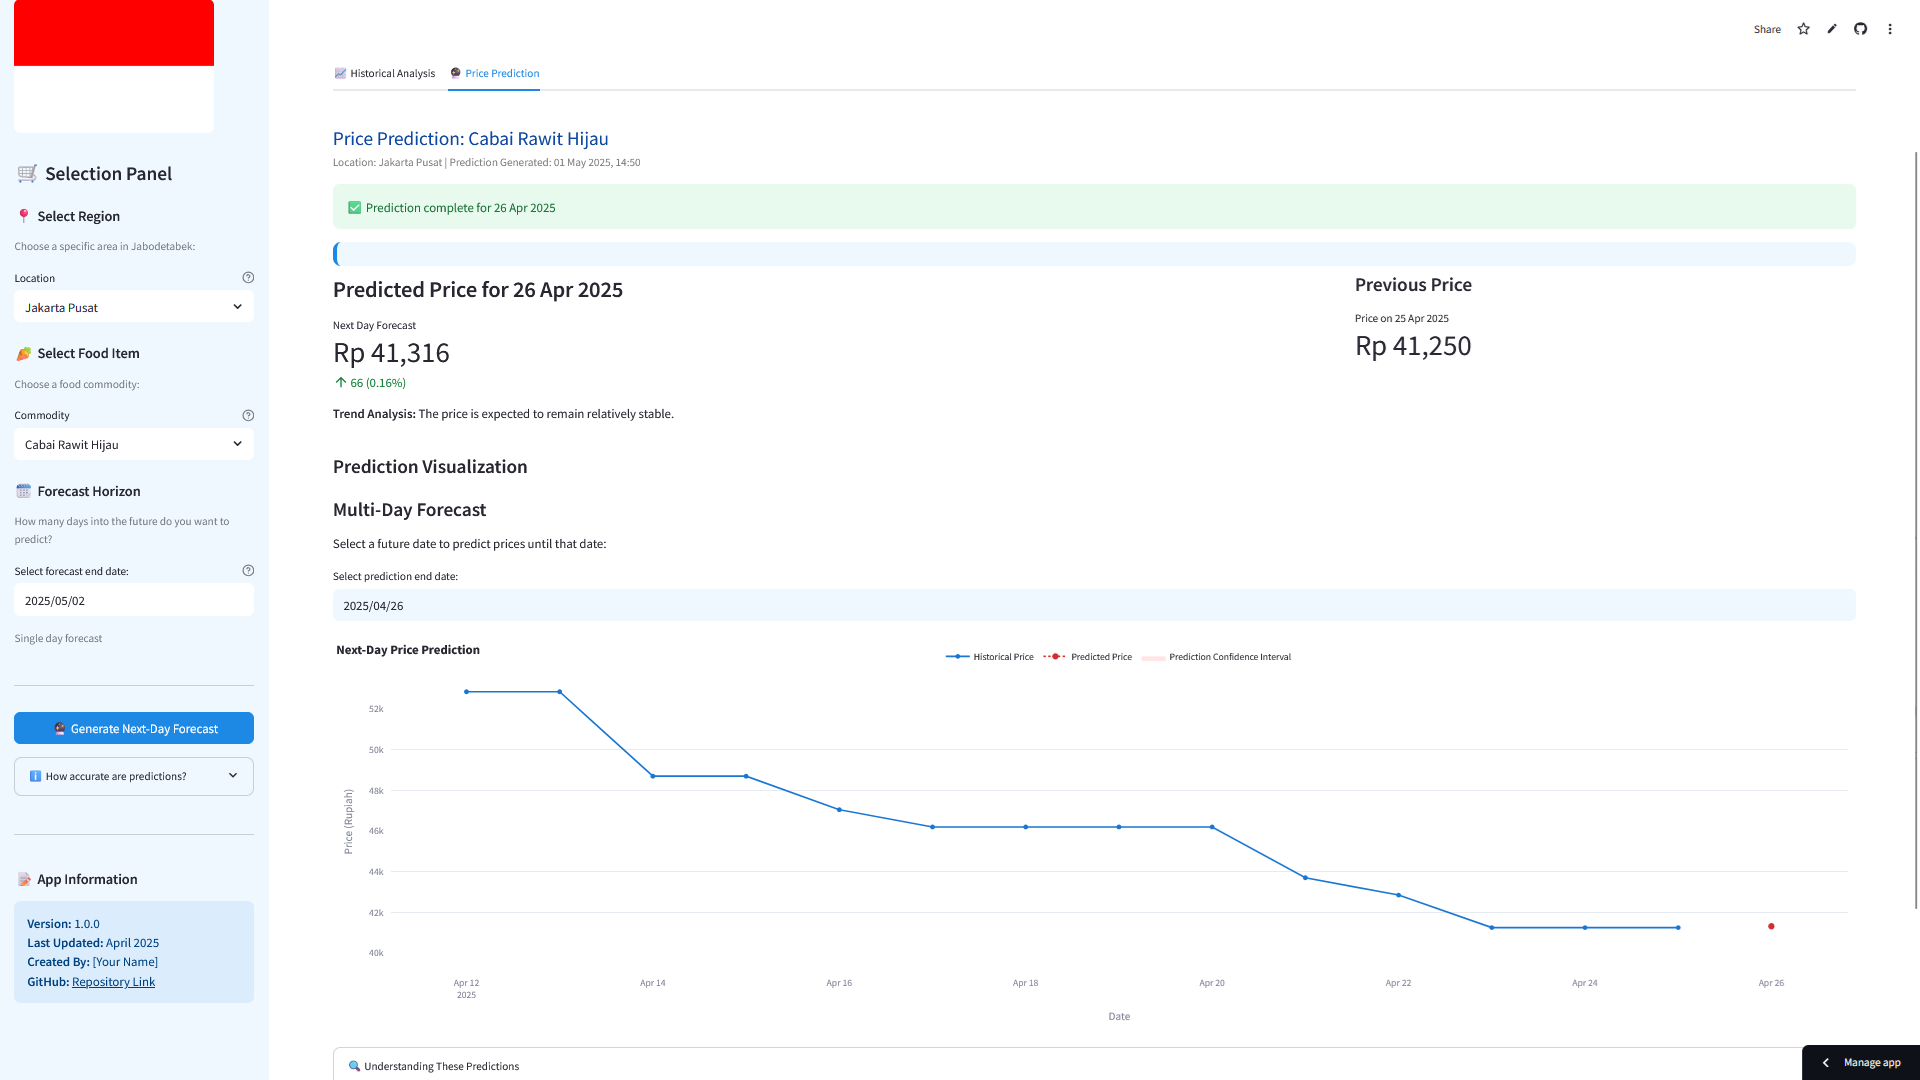 Share
Selection Panel
Select Region
Choose a specific area in Jabodetabek:
Location
Jakarta Pusat
Select Food Item
Choose a food commodity:
Commodity
Cabai Rawit Hijau
Forecast Horizon
How many days into the future do you want to
predict?
Select forecast end date:
2025/05/02
Single day forecast
Generate Next-Day Forecast
How accurate are predictions?
App Information
Version: 1.0.0
Last Updated: April 2025
Created By: [Your Name]
GitHub: Repository Link
Historical Analysis
Price Prediction
Price Prediction: Cabai Rawit Hijau
Location: Jakarta Pusat | Prediction Generated: 01 May 2025, 14:50
Prediction complete for 26 Apr 2025
Predicted Price for 26 Apr 2025
Next Day Forecast
Rp 41,316
66 (0.16%)
Trend Analysis: The price is expected to remain relatively stable.
Previous Price
Price on 25 Apr 2025
Rp 41,250
Prediction Visualization
Multi-Day Forecast
Select a future date to predict prices until that date:
Select prediction end date:
2025/04/26
Next-Day Price Prediction
Historical Price
Predicted Price
Prediction Confidence Interval
52k
50k
48k
46k
44k
42k
40k
Price (Rupiah)
Apr 12
2025
Apr 14
Apr 16
Apr 18
Apr 20
Apr 22
Apr 24
Apr 26
Date
Understanding These Predictions
Manage app